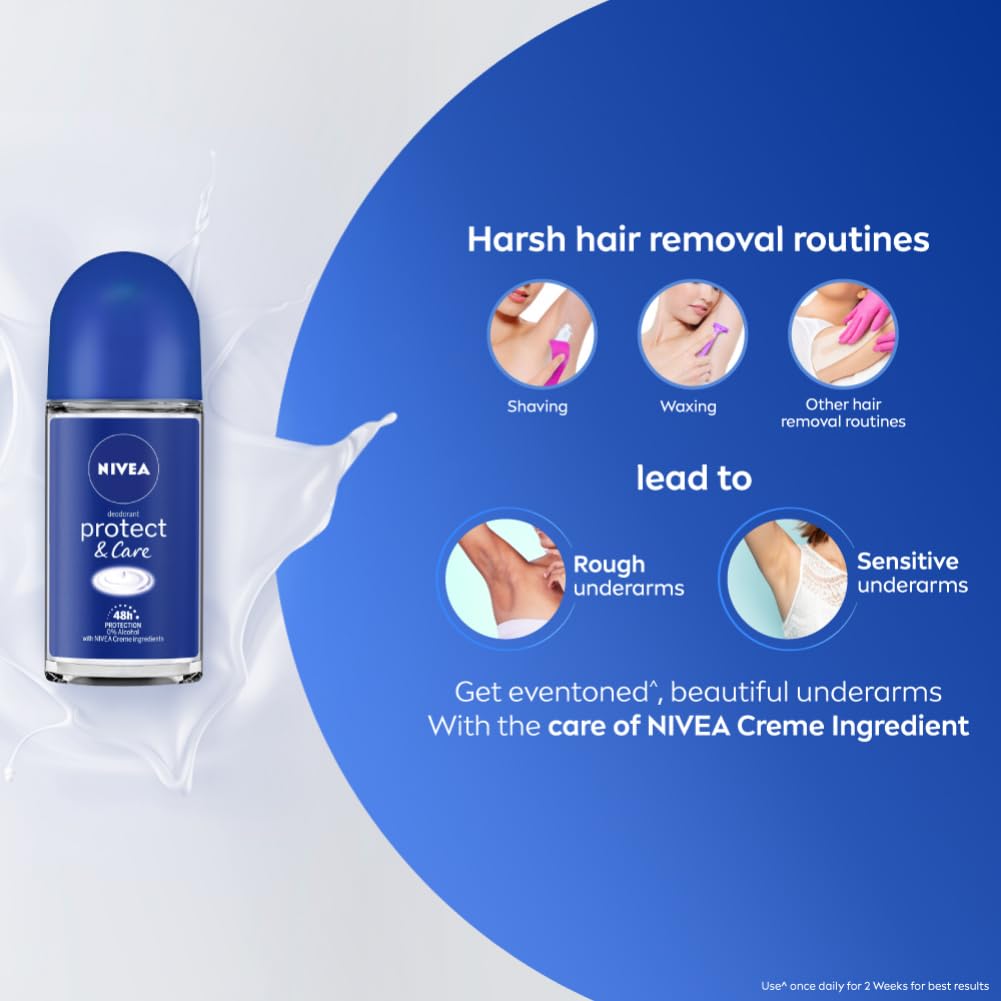 Harsh hair removal routines
Shaving
Waxing
Other hair
removal routines
lead to
Rough
underarms
Sensitive
underarms
Get eventoned^, beautiful underarms
With the care of NIVEA Creme Ingredient
NIVEA
deodorant
protect
& Care
48h
PROTECTION
0% Alcohol
with NIVEA Creme ingredients
Use^ once daily for 2 Weeks for best results